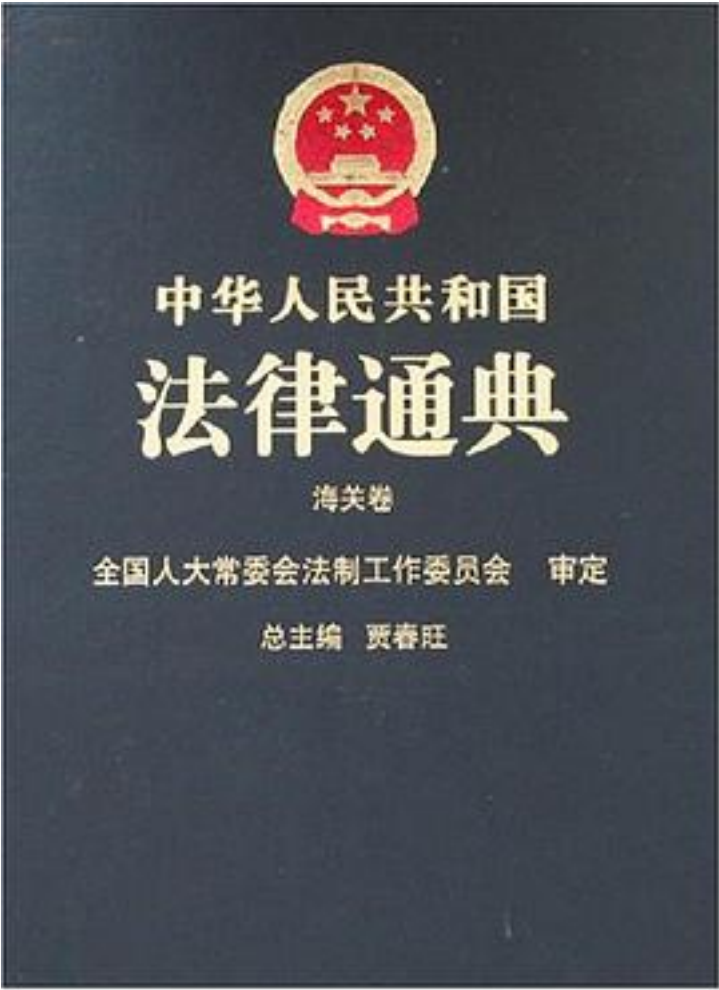 中华人民共和国
法律通典
海关卷
全国人大常委会法制工作委员会 审定
总主编 贾春旺